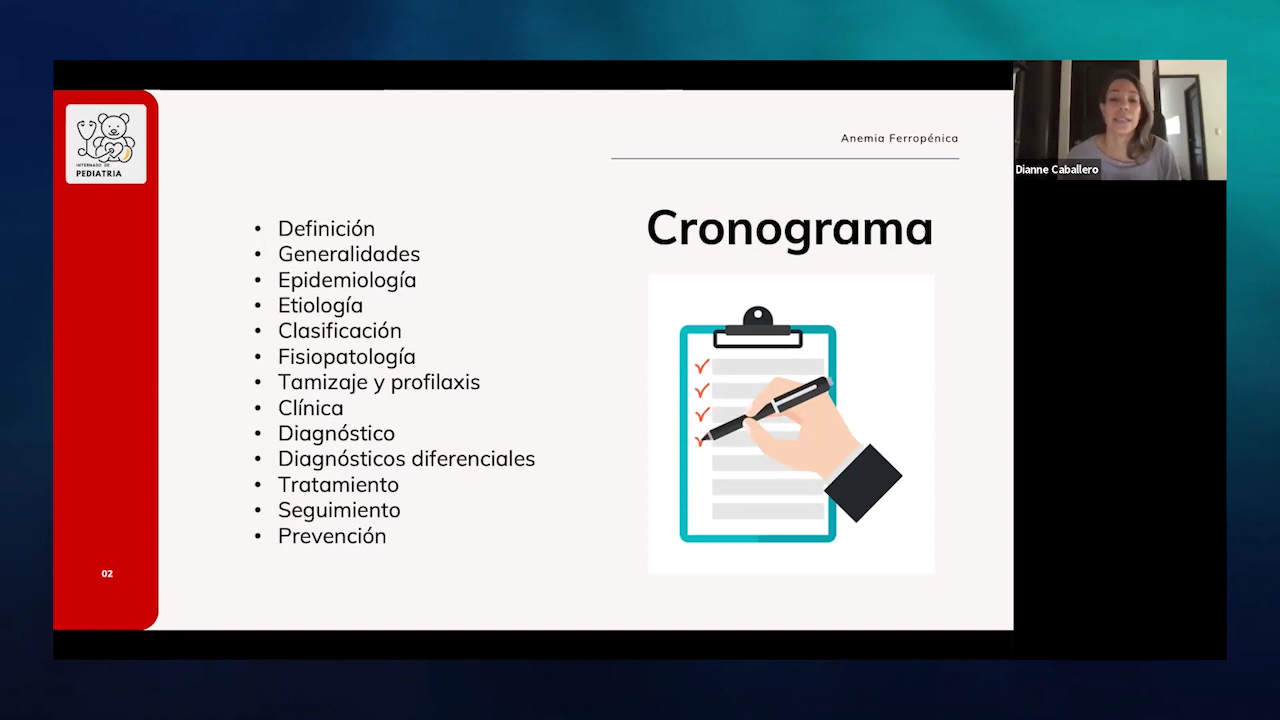 INTERNADO DE
PEDIATRIA
Anemia Ferropénica
Cronograma
• Definición
• Generalidades
• Epidemiología
• Etiología
• Clasificación
• Fisiopatología
• Tamizaje y profilaxis
• Clínica
• Diagnóstico
• Diagnósticos diferenciales
• Tratamiento
• Seguimiento
• Prevención
02
Dianne Caballero